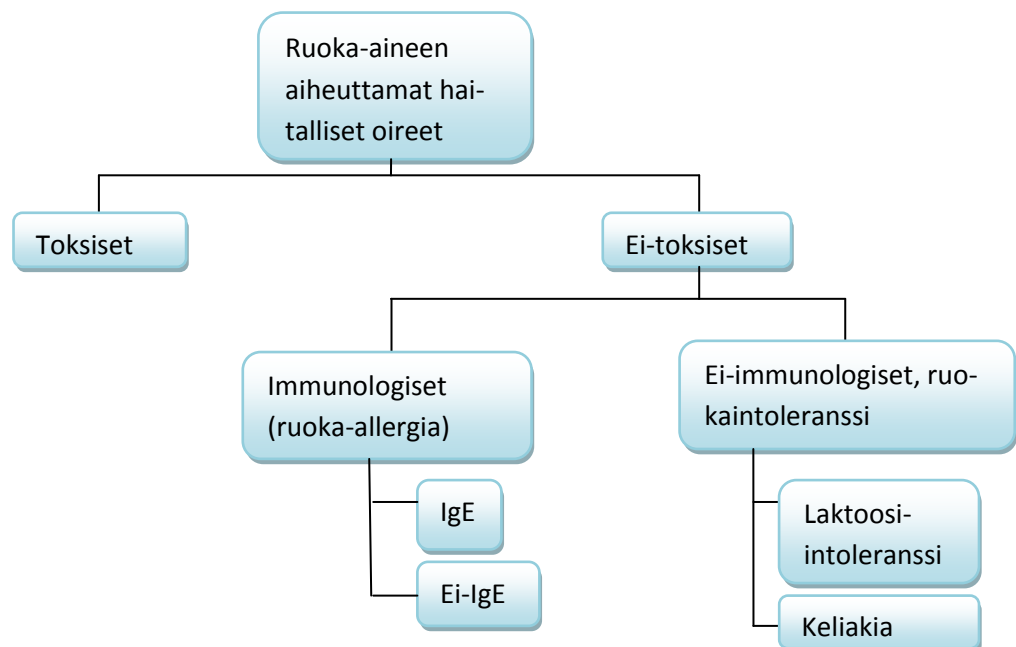 Ruoka-aineen
aiheuttamat hai-
talliset oireet
Toksiset
Ei-toksiset
Immunologiset
(ruoka-allergia)
Ei-immunologiset, ruo-
kaintoleranssi
IgE
Ei-IgE
Laktoosi-
intoleranssi
Keliakia